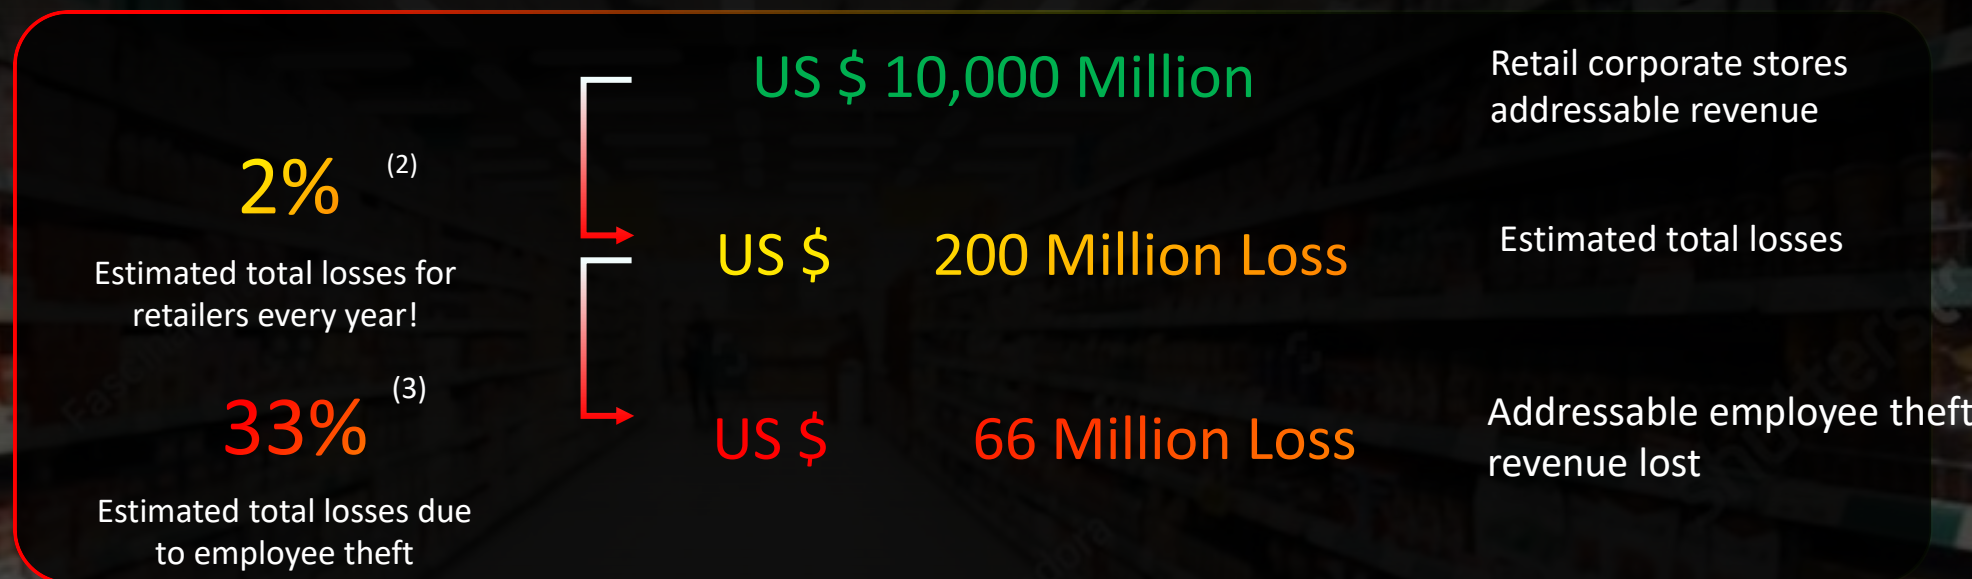 US $ 10,000 Million
Retail corporate stores
addressable revenue
2% (2)
Estimated total losses for
retailers every year!
US $ 200 Million Loss
Estimated total losses
33% (3)
Estimated total losses due
to employee theft
US $ 66 Million Loss
Addressable employee theft
revenue lost